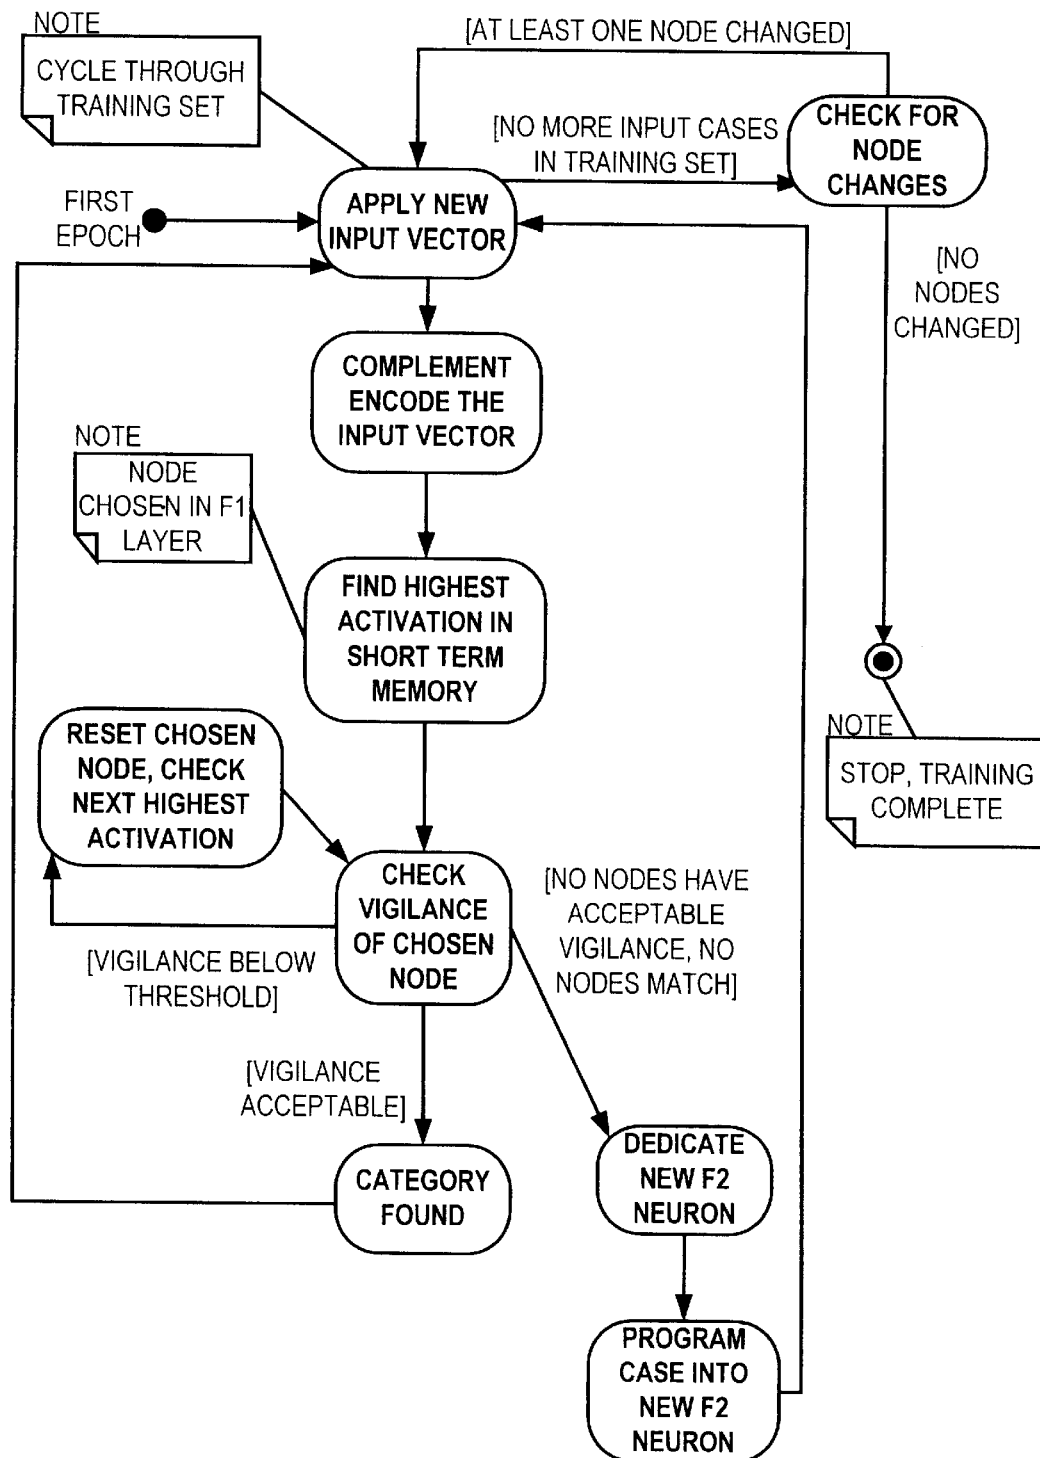 NOTE
CYCLE THROUGH
TRAINING SET
[AT LEAST ONE NODE CHANGED]
[NO MORE INPUT CASES
IN TRAINING SET]
CHECK FOR
NODE
CHANGES
FIRST
EPOCH
APPLY NEW
INPUT VECTOR
[NO
NODES
CHANGED]
COMPLEMENT
ENCODE THE
INPUT VECTOR
NOTE
NODE
CHOSEN IN F1
LAYER
FIND HIGHEST
ACTIVATION IN
SHORT TERM
MEMORY
NOTE
STOP, TRAINING
COMPLETE
RESET CHOSEN
NODE, CHECK
NEXT HIGHEST
ACTIVATION
CHECK
VIGILANCE
OF CHOSEN
NODE
[NO NODES HAVE
ACCEPTABLE
VIGILANCE, NO
NODES MATCH]
[VIGILANCE BELOW
THRESHOLD]
[VIGILANCE
ACCEPTABLE]
CATEGORY
FOUND
DEDICATE
NEW F2
NEURON
PROGRAM
CASE INTO
NEW F2
NEURON